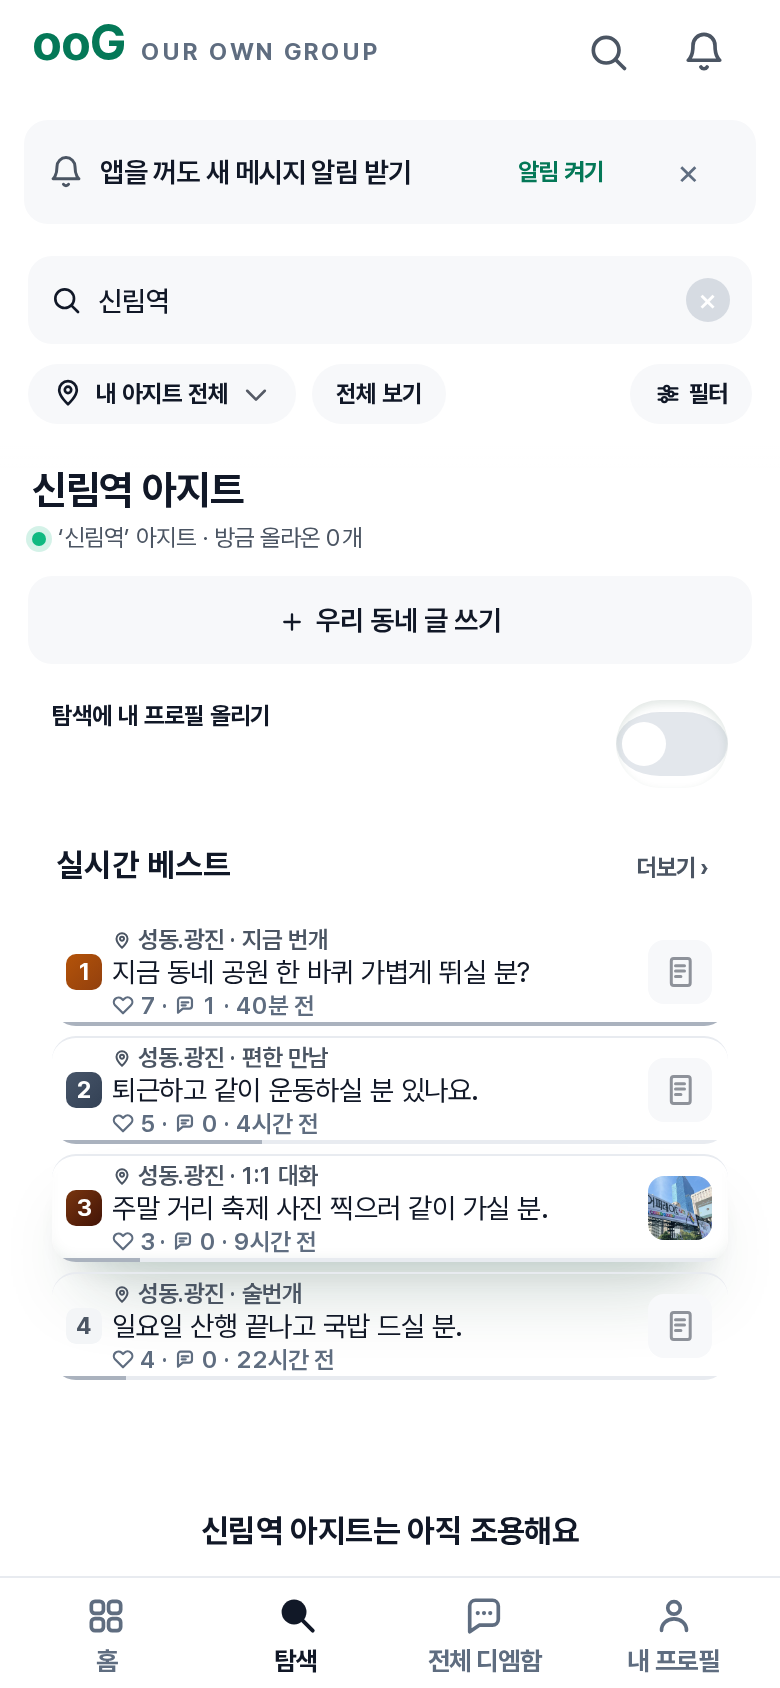 ooG OUR OWN GROUP
앱을 꺼도 새 메시지 알림 받기 알림 켜기 ×
신림역 ×
내 아지트 전체 전체 보기 필터
신림역 아지트
‘신림역’ 아지트 · 방금 올라온 0개
+ 우리 동네 글 쓰기
탐색에 내 프로필 올리기
실시간 베스트 더보기 ›
성동.광진 · 지금 번개
1 지금 동네 공원 한 바퀴 가볍게 뛰실 분?
7 · 1 · 40분 전
성동.광진 · 편한 만남
2 퇴근하고 같이 운동하실 분 있나요.
5 · 0 · 4시간 전
성동.광진 · 1:1 대화
3 주말 거리 축제 사진 찍으러 같이 가실 분.
3 · 0 · 9시간 전
성동.광진 · 술번개
4 일요일 산행 끝나고 국밥 드실 분.
4 · 0 · 22시간 전
신림역 아지트는 아직 조용해요
홈 탐색 전체 디엠함 내 프로필